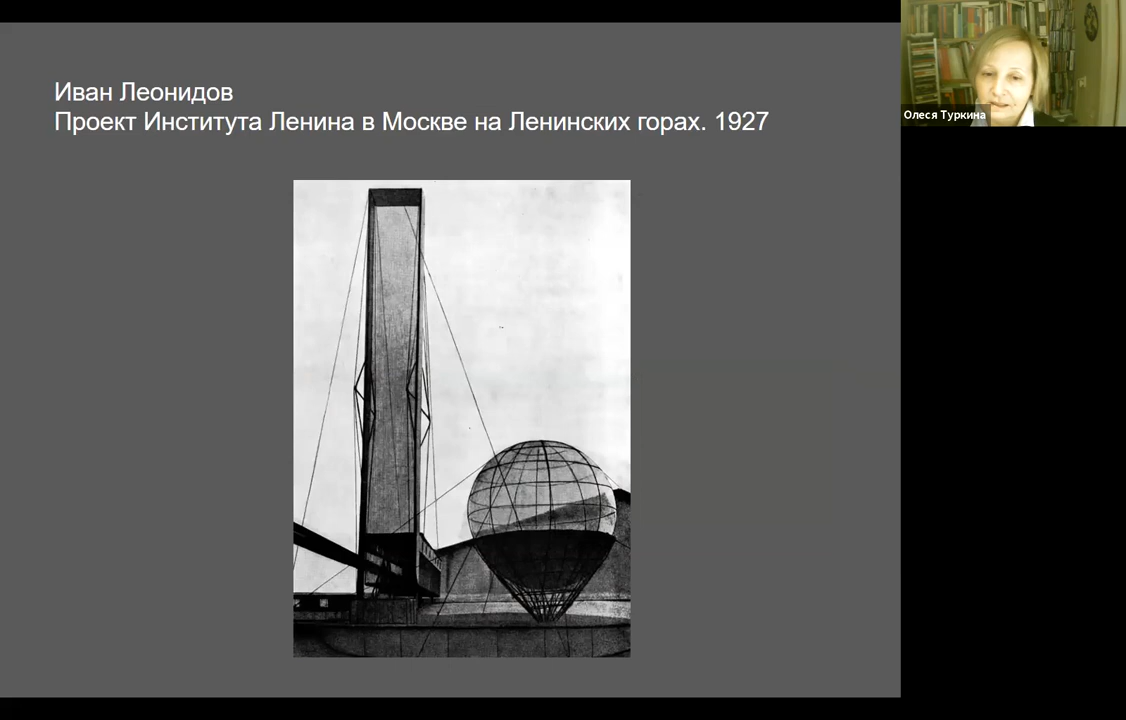 Иван Леонидов
Проект Института Ленина в Москве на Ленинских горах. 1927
Олеся Туркина